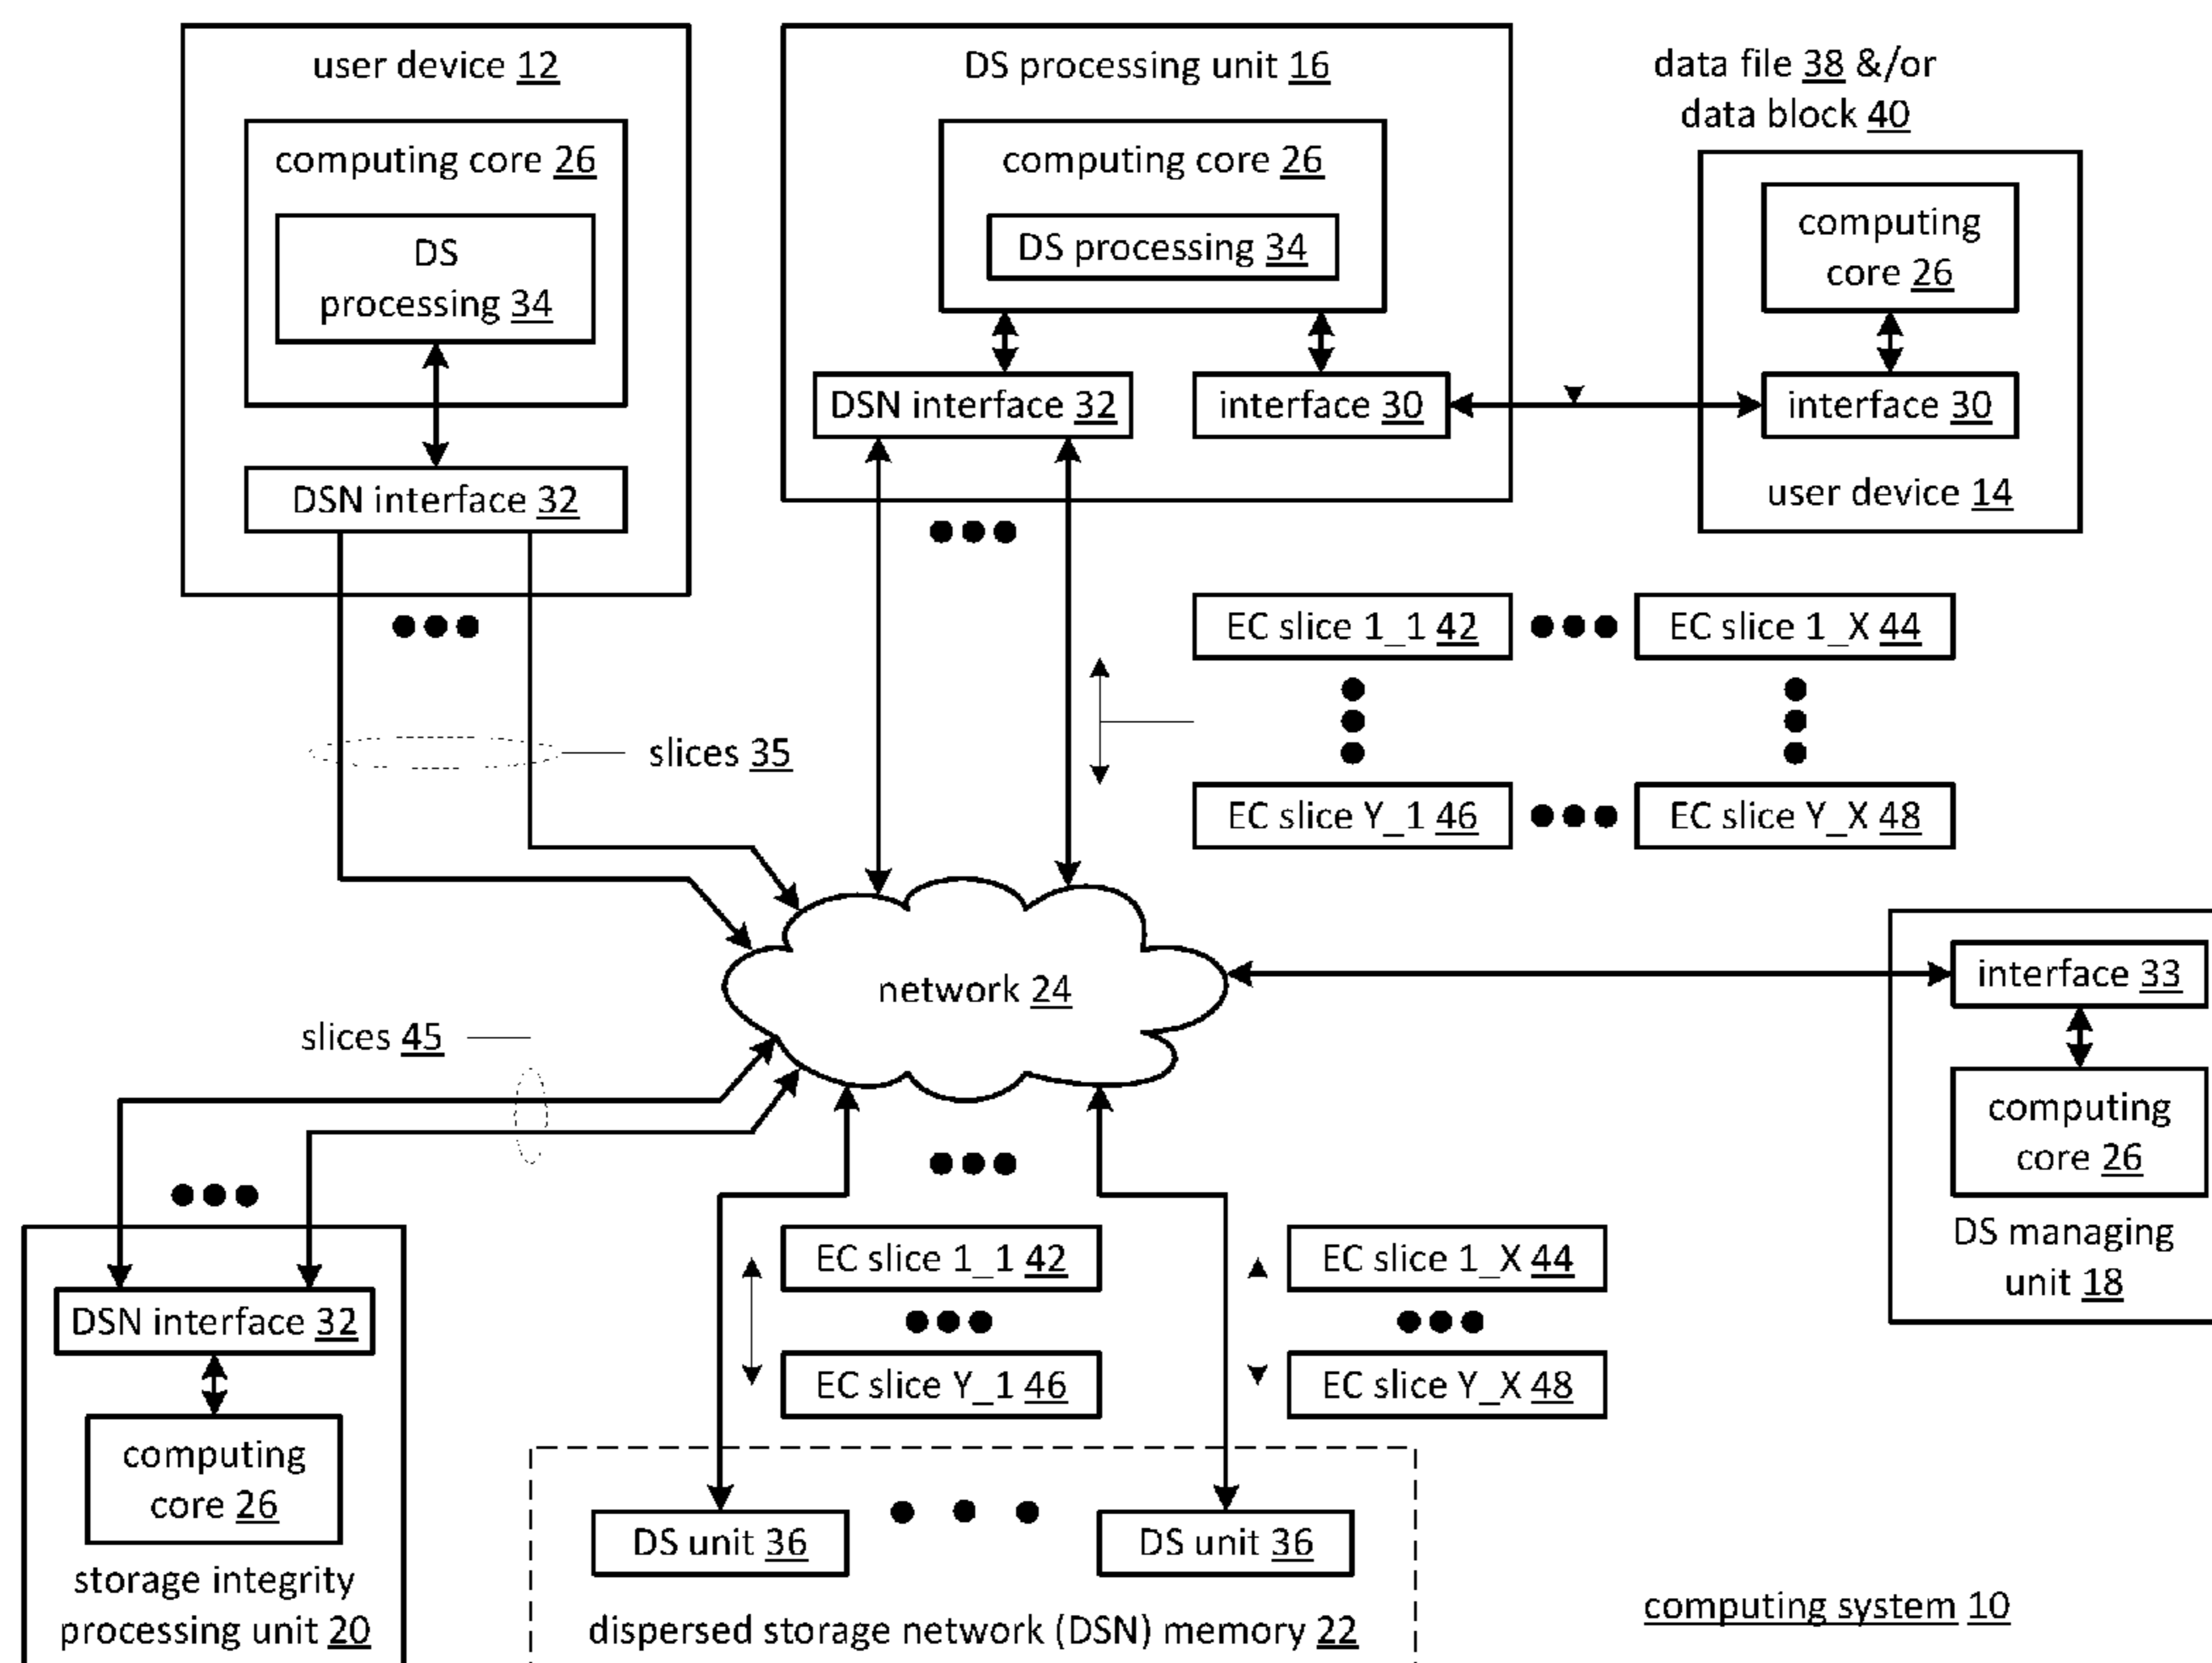 user device 12
computing core 26
DS
processing 34
DSN interface 32
DS processing unit 16
computing core 26
DS processing 34
DSN interface 32
interface 30
data file 38 &/or
data block 40
computing
core 26
interface 30
user device 14
slices 35
EC slice 1_1 42
EC slice 1_X 44
EC slice Y_1 46
EC slice Y_X 48
network 24
interface 33
computing
core 26
DS managing
unit 18
slices 45
DSN interface 32
computing
core 26
storage integrity
processing unit 20
EC slice 1_1 42
EC slice Y_1 46
EC slice 1_X 44
EC slice Y_X 48
DS unit 36
DS unit 36
dispersed storage network (DSN) memory 22
computing system 10